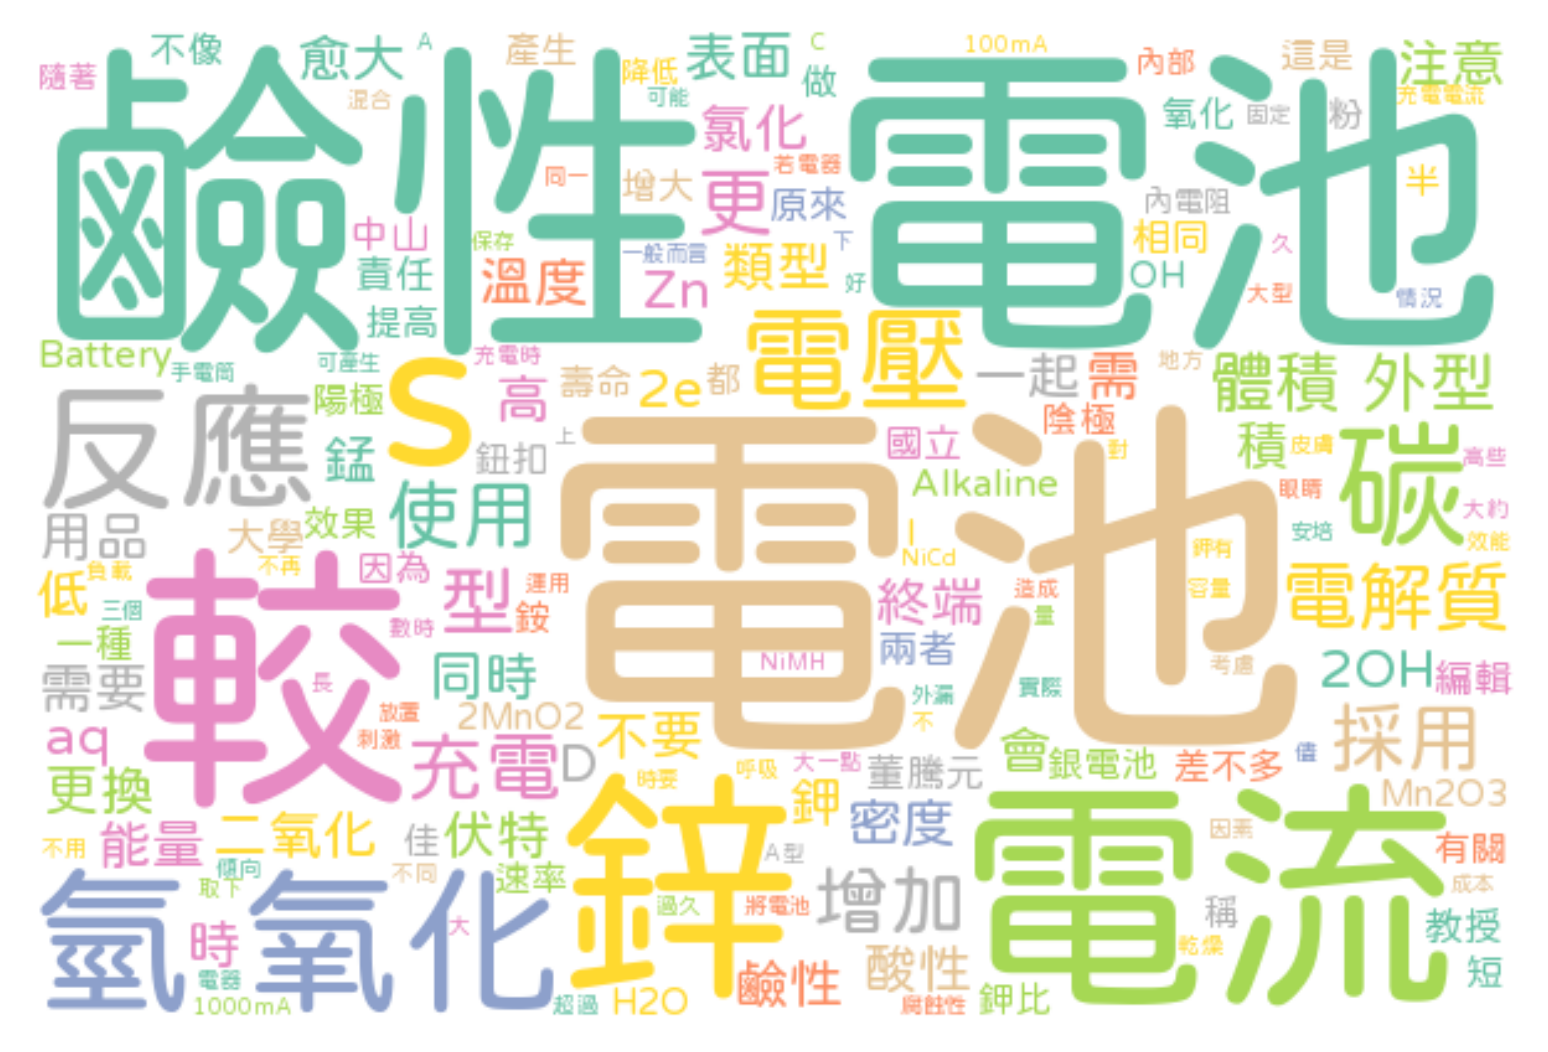 鹼性電池
電池
電流
較
鋅
氫氧化
反應
S
碳
電壓
隨著
不像
愈大
A
混合
產生
降低
可能
表面
C
做
100mA
內部
這是
注意
充電電流
氯化
氧化
固定
粉
若電器
同一
增大
更
原來
內電阻
半
中山
保存
一般而言
下
相同
久
責任
溫度
Zn
類型
好
OH
大型
情況
提高
Battery
手電筒
可產生
充電時
陽極
高
壽命
2e
都
一起
需
地方
體積
外型
陰極
錳
鈕扣
上
國立
對
積
皮膚
高些
用品
大學
效果
使用
Alkaline
眼睛
大約
安培
效能
I
NiCd
鉀有
低
負載
不再
因為
型
運用
銨
終端
造成
容量
電解質
三個
量
一種
數時
兩者
NiMH
考慮
需要
長
同時
外漏
實際
2OH
編輯
放置
2MnO2
不要
不
採用
aq
刺激
充電
D
大一點
董騰元
會
銀電池
差不多
儘
更換
時要
呼吸
鉀
密度
Mn2O3
不用
能量
二氧化
佳
伏特
A型
因素
有關
傾向
取下
不同
速率
增加
成本
大
過久
將電池
稱
教授
時
乾燥
電器
鹼性
酸性
短
1000mA
超過
H2O
腐蝕性
鉀比